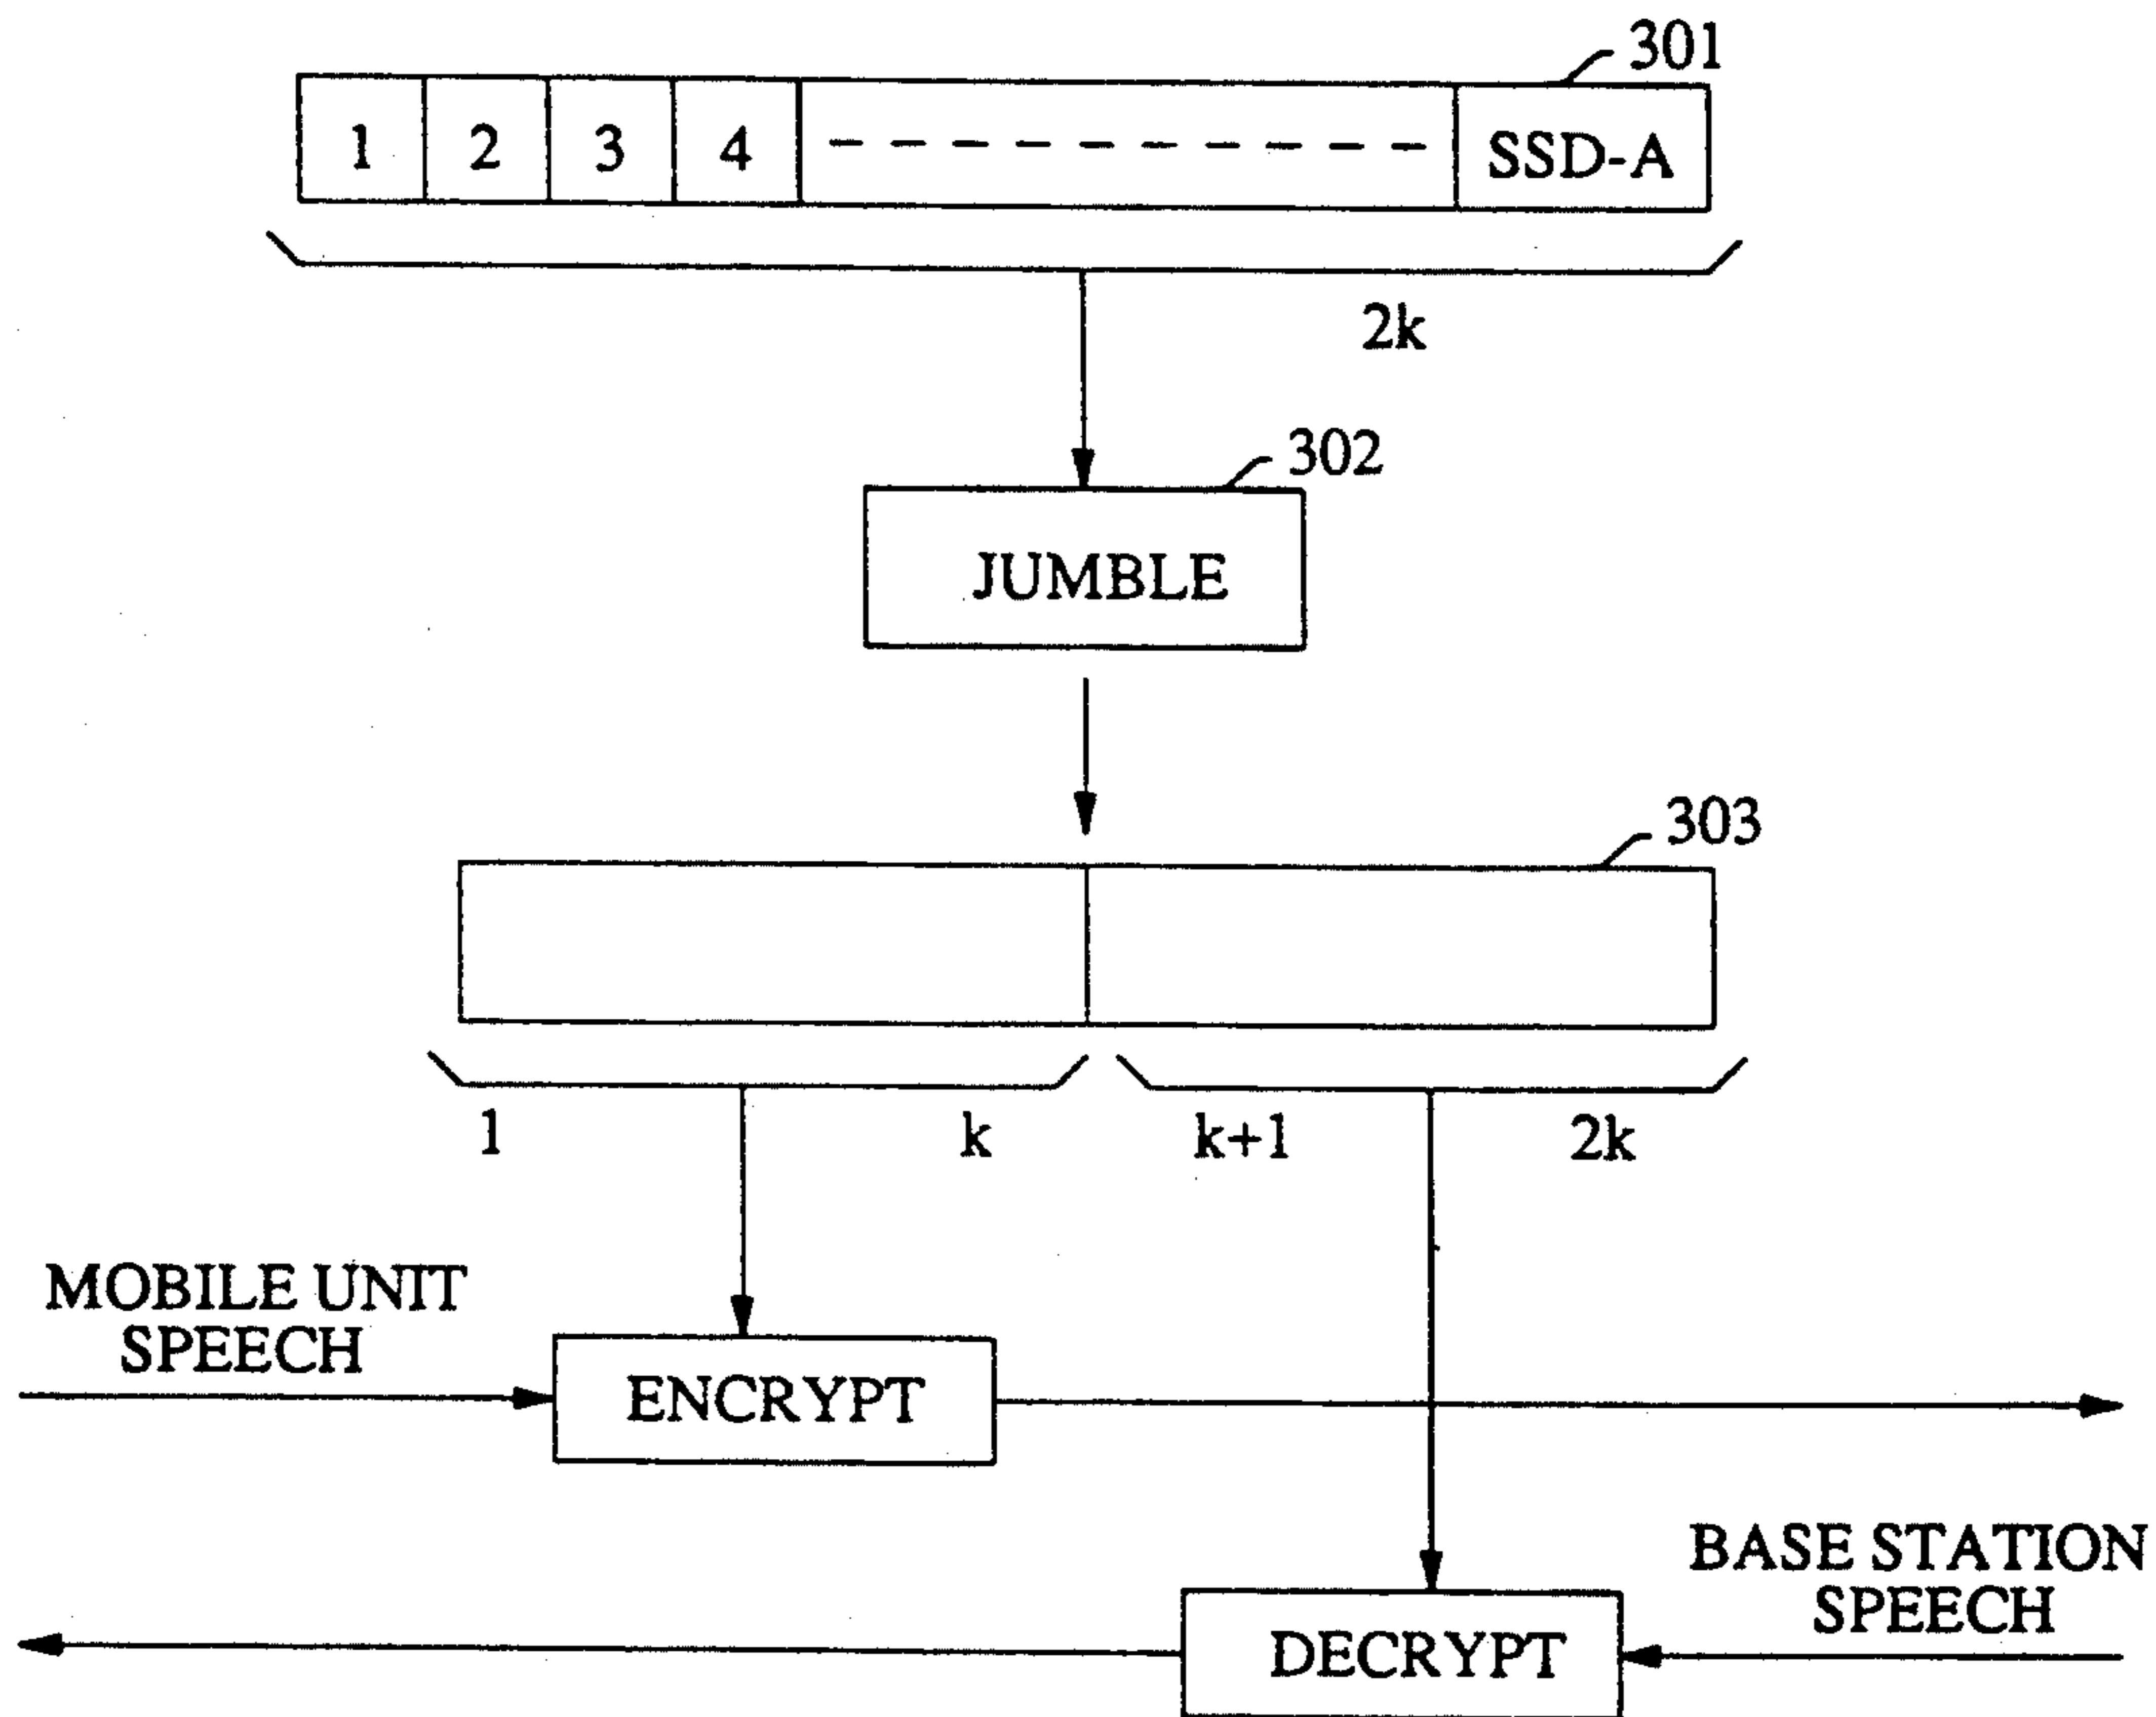 301
1 2 3 4 SSD-A
2k
302
JUMBLE
303
1 k k+1 2k
MOBILE UNIT
SPEECH
ENCRYPT
BASE STATION
SPEECH
DECRYPT